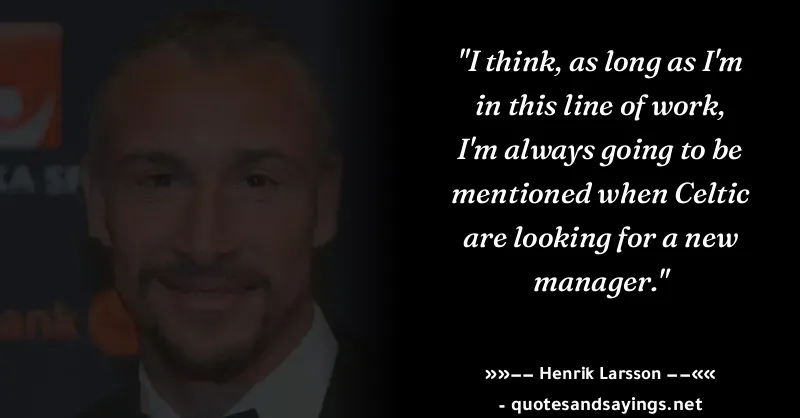 "I think, as long as I'm
in this line of work,
I'm always going to be
mentioned when Celtic
are looking for a new
manager."
»»—— Henrik Larsson ——««
- quotesandsayings.net